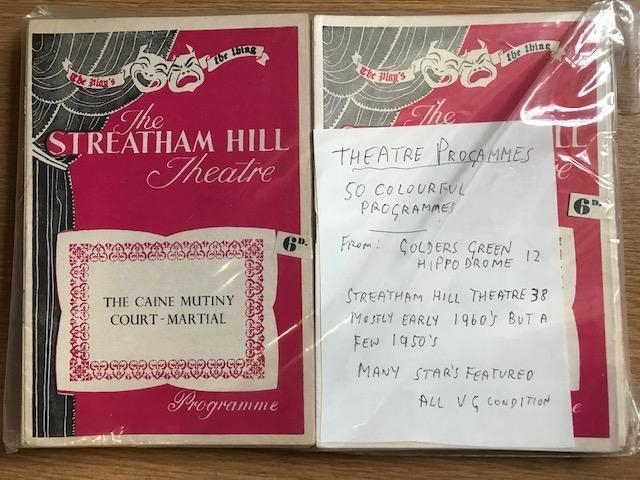 The Play's the thing
The
STREATHAM HILL
Theatre
6D.
THE CAINE MUTINY
COURT-MARTIAL
Programme
The Play's the thing
The
LL
re
6D.
e
THEATRE PROGAMMES
50 COLOURFUL
PROGRAMMES
FROM: GOLDERS GREEN
HIPPODROME 12
STREATHAM HILL THEATRE 38
MOSTLY EARLY 1960'S BUT A
FEW 1950'S
MANY STAR'S FEATURED
ALL VG CONDITION